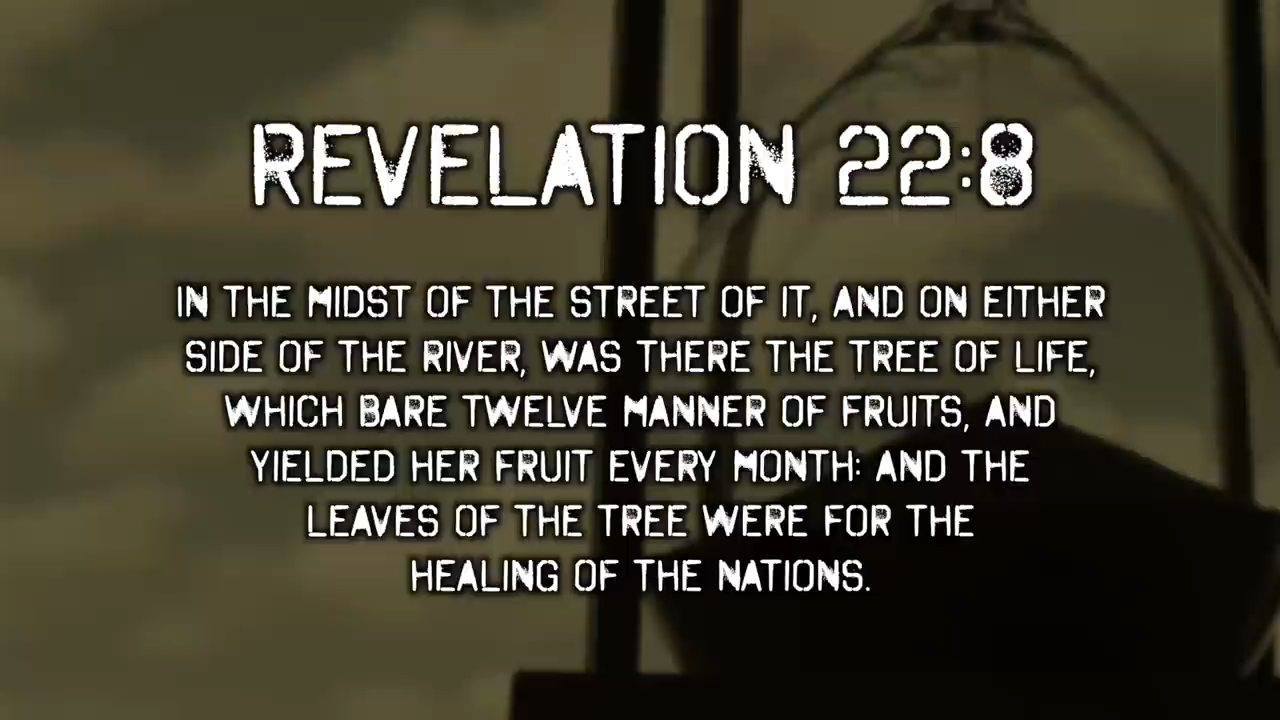 REVELATION 22:8
IN THE MIDST OF THE STREET OF IT, AND ON EITHER
SIDE OF THE RIVER, WAS THERE THE TREE OF LIFE,
WHICH BARE TWELVE MANNER OF FRUITS, AND
YIELDED HER FRUIT EVERY MONTH: AND THE
LEAVES OF THE TREE WERE FOR THE
HEALING OF THE NATIONS.